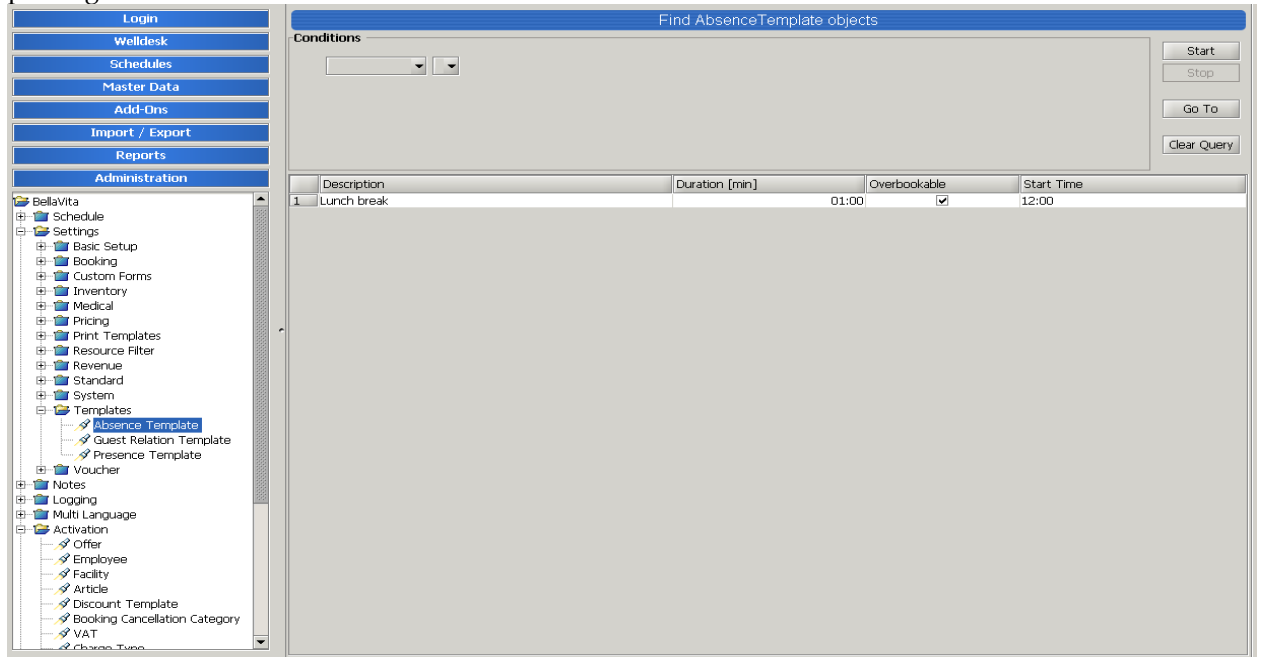 Login
Welldesk
Schedules
Master Data
Add-Ons
Import / Export
Reports
Administration
BellaVita
Schedule
Settings
Basic Setup
Booking
Custom Forms
Inventory
Medical
Pricing
Print Templates
Resource Filter
Revenue
Standard
System
Templates
Absence Template
Guest Relation Template
Presence Template
Voucher
Notes
Logging
Multi Language
Activation
Offer
Employee
Facility
Article
Discount Template
Booking Cancellation Category
VAT
Charge Type
Find AbsenceTemplate objects
Conditions
Start
Stop
Go To
Clear Query
Description Duration [min] Overbookable Start Time
1 Lunch break 01:00 12:00